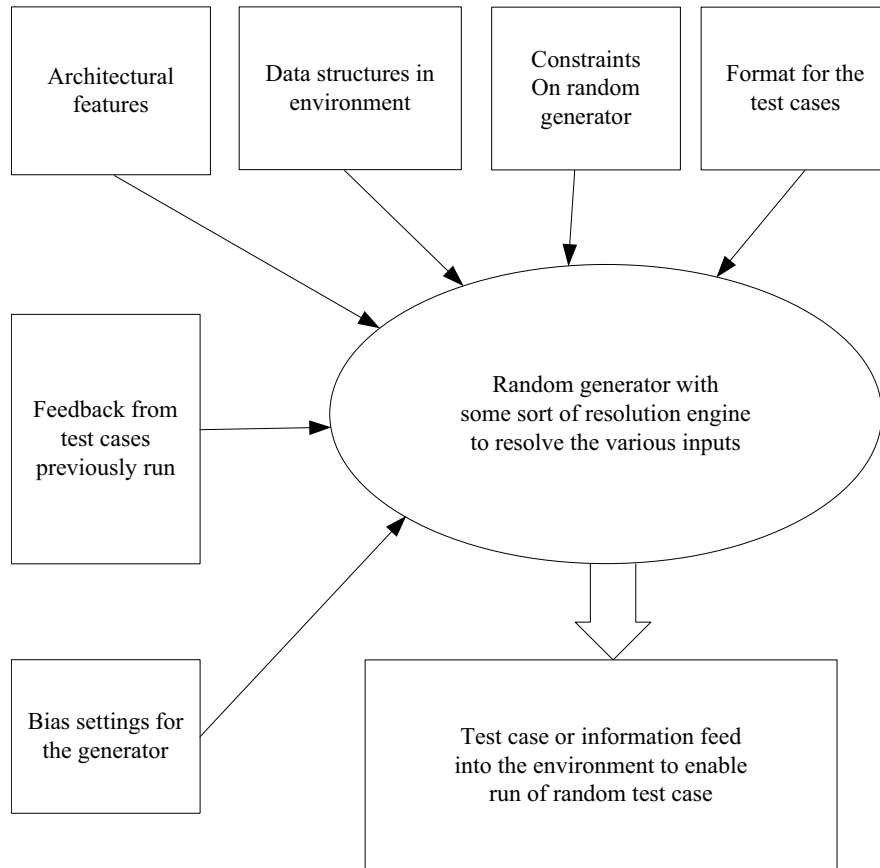 Architectural
features
Data structures in
environment
Constraints
On random
generator
Format for the
test cases
Feedback from
test cases
previously run
Random generator with
some sort of resolution engine
to resolve the various inputs
Bias settings for
the generator
Test case or information feed
into the environment to enable
run of random test case